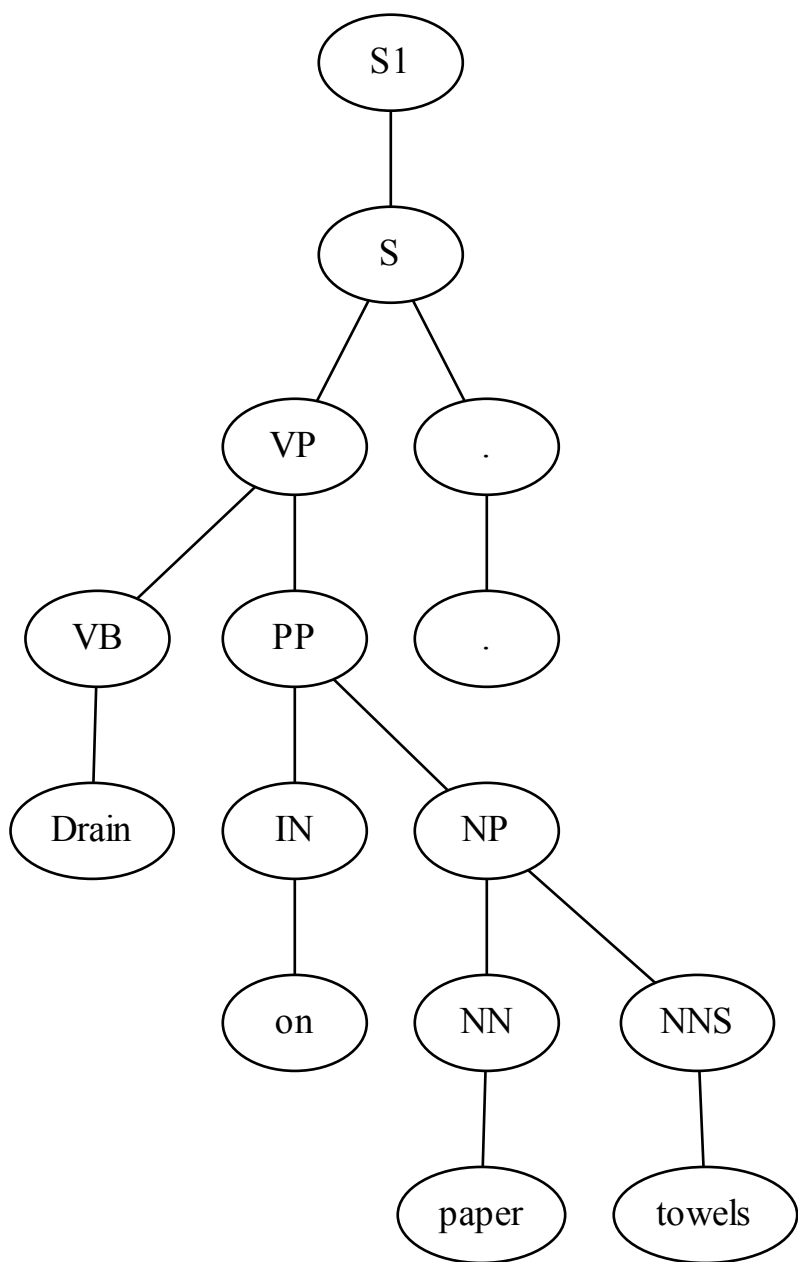 S1
S
VP .
VB PP .
Drain IN NP
on NN NNS
paper towels